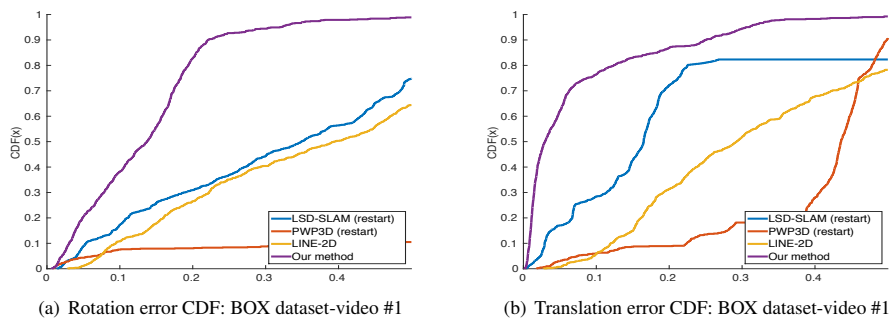 1
0.9
0.8
0.7
0.6
0.5
0.4
0.3
0.2
0.1
0
CDF(x)
0 0.1 0.2 0.3 0.4
LSD-SLAM (restart)
PWP3D (restart)
LINE-2D
Our method
(a) Rotation error CDF: BOX dataset-video #1
1
0.9
0.8
0.7
0.6
0.5
0.4
0.3
0.2
0.1
0
CDF(x)
0 0.1 0.2 0.3 0.4
LSD-SLAM (restart)
PWP3D (restart)
LINE-2D
Our method
(b) Translation error CDF: BOX dataset-video #1